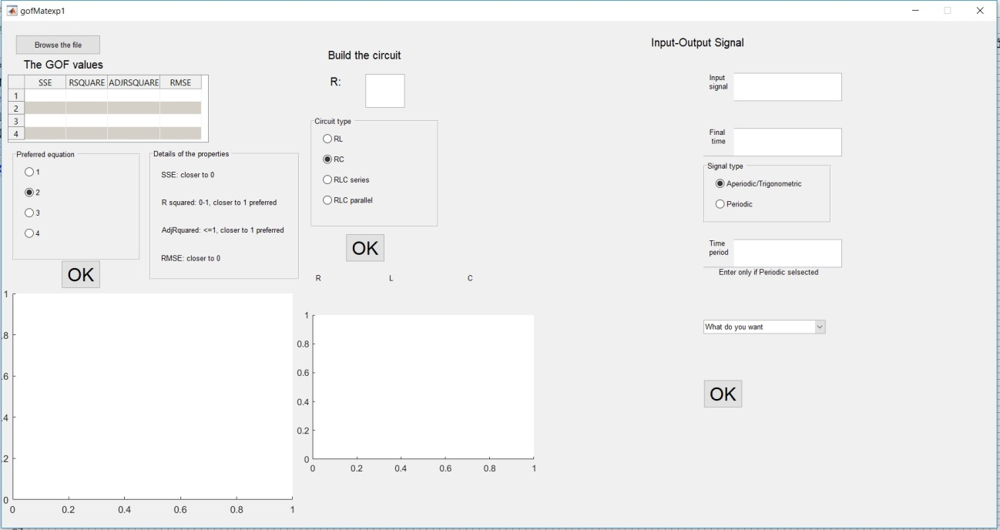 gofMatexp1
Browse the file
The GOF values
SSE RSQUARE ADJRSQUARE RMSE
1
2
3
4
Preferred equation
1
2
3
4
OK
Details of the properties
SSE: closer to 0
R squared: 0-1, closer to 1 preferred
AdjRquared: <=1, closer to 1 preferred
RMSE: closer to 0
1
.8
.6
.4
.2
0
0 0.2 0.4 0.6 0.8 1
Build the circuit
R:
Circuit type
RL
RC
RLC series
RLC parallel
OK
R L C
1
0.8
0.6
0.4
0.2
0
0 0.2 0.4 0.6 0.8 1
Input-Output Signal
Input
signal
Final
time
Signal type
Aperiodic/Trigonometric
Periodic
Time
period
Enter only if Periodic selsected
What do you want
OK